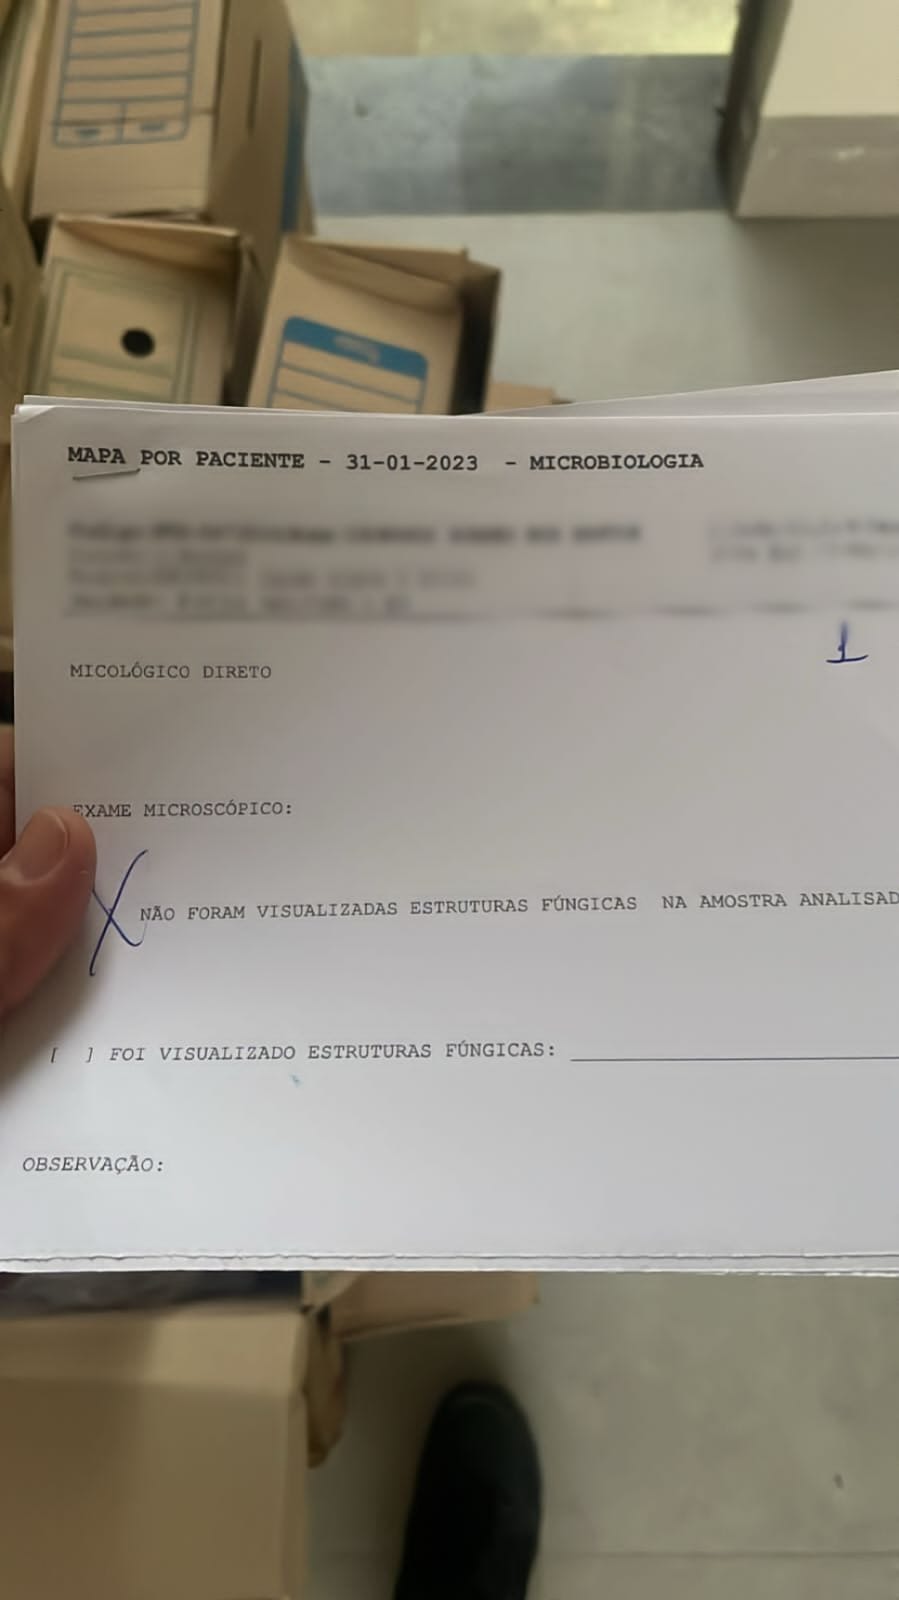 MAPA POR PACIENTE - 31-01-2023 - MICROBIOLOGIA
1
MICOLÓGICO DIRETO
EXAME MICROSCÓPICO:
X NÃO FORAM VISUALIZADAS ESTRUTURAS FÚNGICAS NA AMOSTRA ANALISAD
[ ] FOI VISUALIZADO ESTRUTURAS FÚNGICAS:
OBSERVAÇÃO: